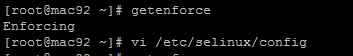 [root@mac92 ~]# getenforce
Enforcing
[root@mac92 ~]# vi /etc/selinux/config